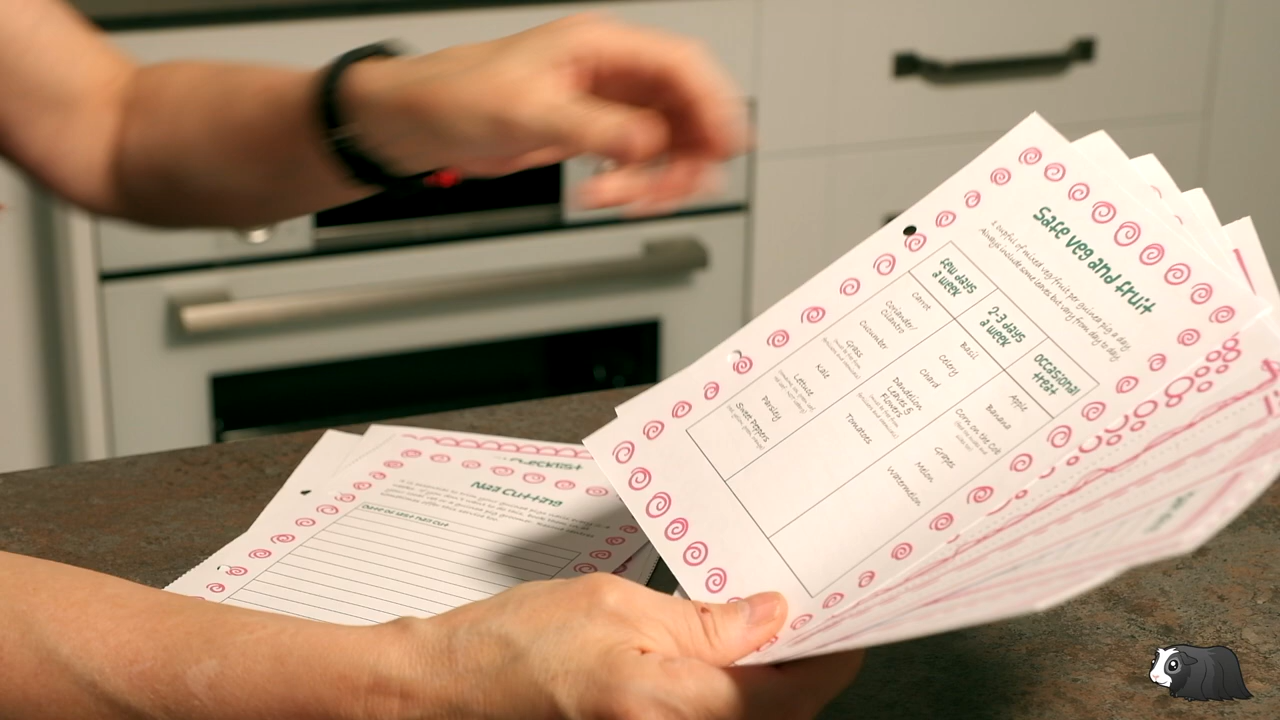 Safe veg and fruit
A cupful of mixed veg/fruit per guinea pig a day
Always include some leaves but vary from day to day
few days
a week
2-3 days
a week
occasional
treat
Carrot
Coriander/
Cilantro
Cucumber
Grass
Kale
Lettuce
Parsley
Sweet Peppers
Basil
Celery
Chard
Dandelion
Leaves &
Flowers
Tomatoes
Apple
Banana
Corn on the Cob
Grapes
Melon
Watermelon
Checklist
Nail Cutting
Date of last nail cut